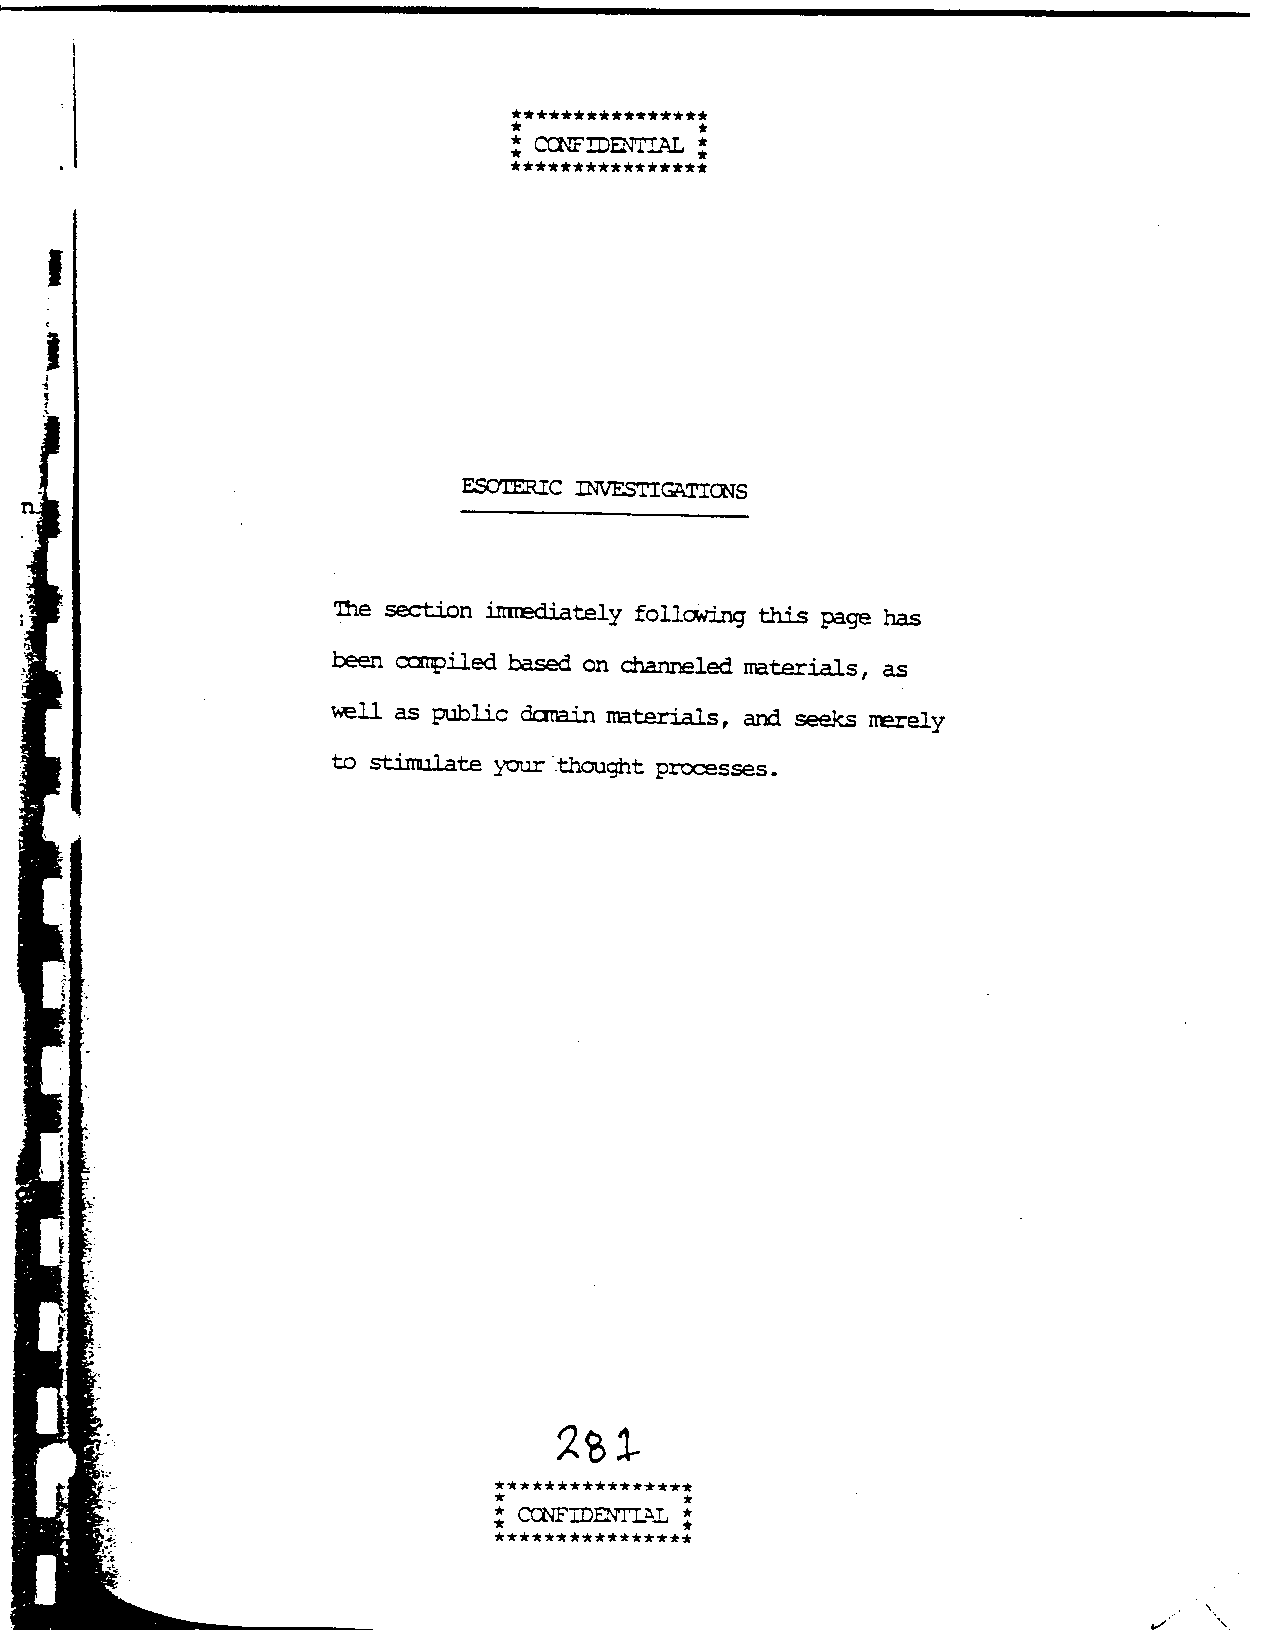 ****************
* *
* CONFIDENTIAL *
* *
****************
ESOTERIC INVESTIGATIONS
n
The section immediately following this page has
been compiled based on channeled materials, as
well as public domain materials, and seeks merely
to stimulate your thought processes.
281
****************
* *
* CONFIDENTIAL *
* *
****************